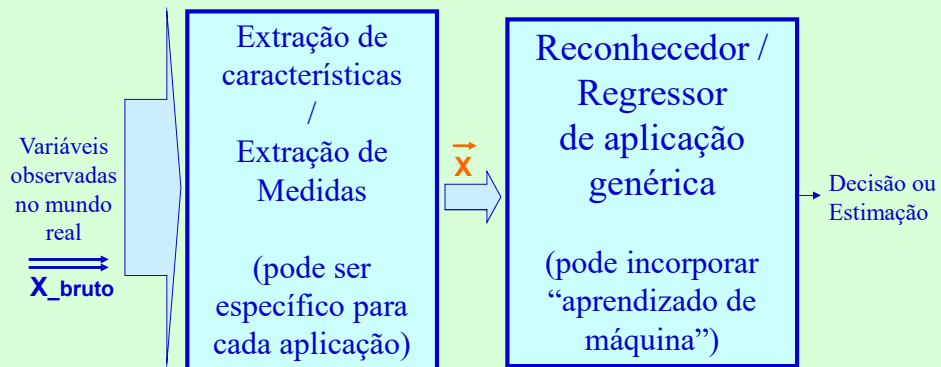 Variáveis
observadas
no mundo
real
X_bruto
Extração de
característícas
/
Extração de
Medidas
(pode ser
específico para
cada aplicação)
X
Reconhecedor /
Regressor
de aplicação
genérica
(pode incorporar
“aprendizado de
máquina”)
Decisão ou
Estimação